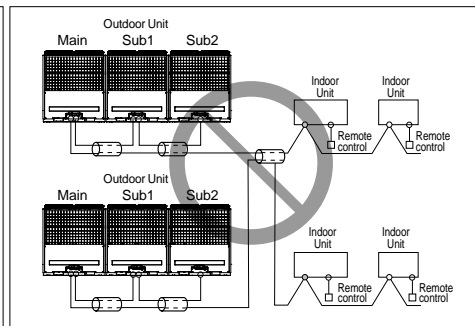 Outdoor Unit
Main Sub1 Sub2
Indoor
Unit
Indoor
Unit
Remote
control
Remote
control
Outdoor Unit
Main Sub1 Sub2
Indoor
Unit
Indoor
Unit
Remote
control
Remote
control